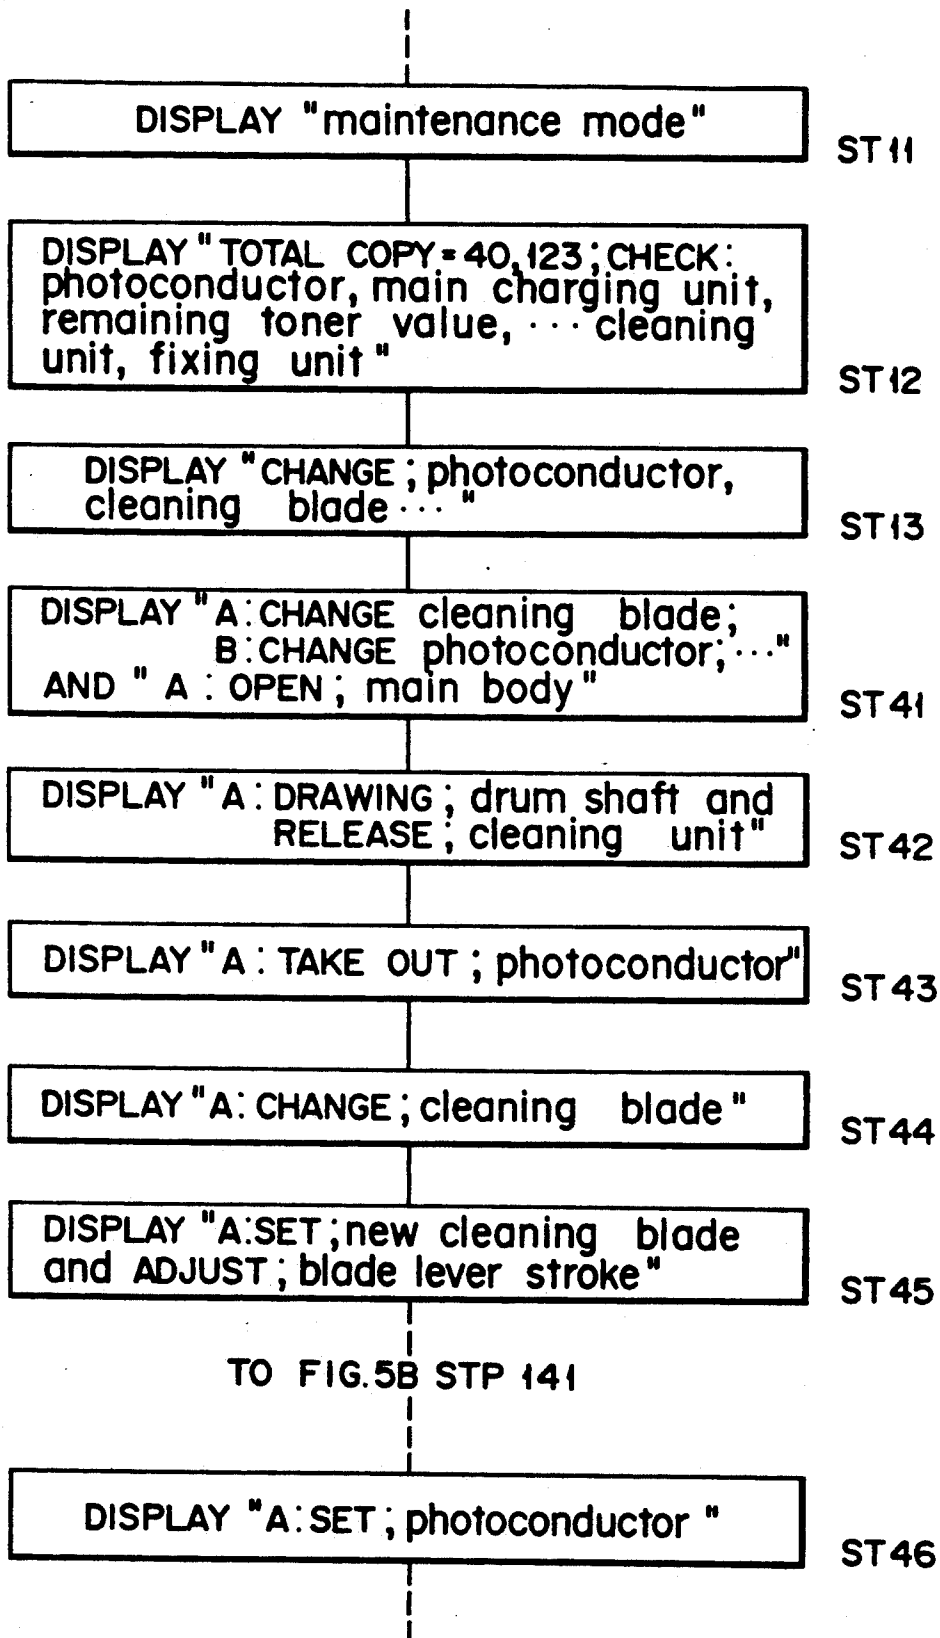 DISPLAY "maintenance mode"
ST11
DISPLAY "TOTAL COPY=40,123;CHECK:
photoconductor, main charging unit,
remaining toner value, ··· cleaning
unit, fixing unit"
ST12
DISPLAY "CHANGE; photoconductor,
cleaning blade ··· "
ST13
DISPLAY "A:CHANGE cleaning blade;
B:CHANGE photoconductor; ···"
AND "A: OPEN; main body"
ST41
DISPLAY "A: DRAWING; drum shaft and
RELEASE; cleaning unit"
ST42
DISPLAY "A: TAKE OUT; photoconductor"
ST43
DISPLAY "A: CHANGE; cleaning blade"
ST44
DISPLAY "A:SET; new cleaning blade
and ADJUST; blade lever stroke"
ST45
TO FIG.5B STP 141
DISPLAY "A:SET; photoconductor "
ST46